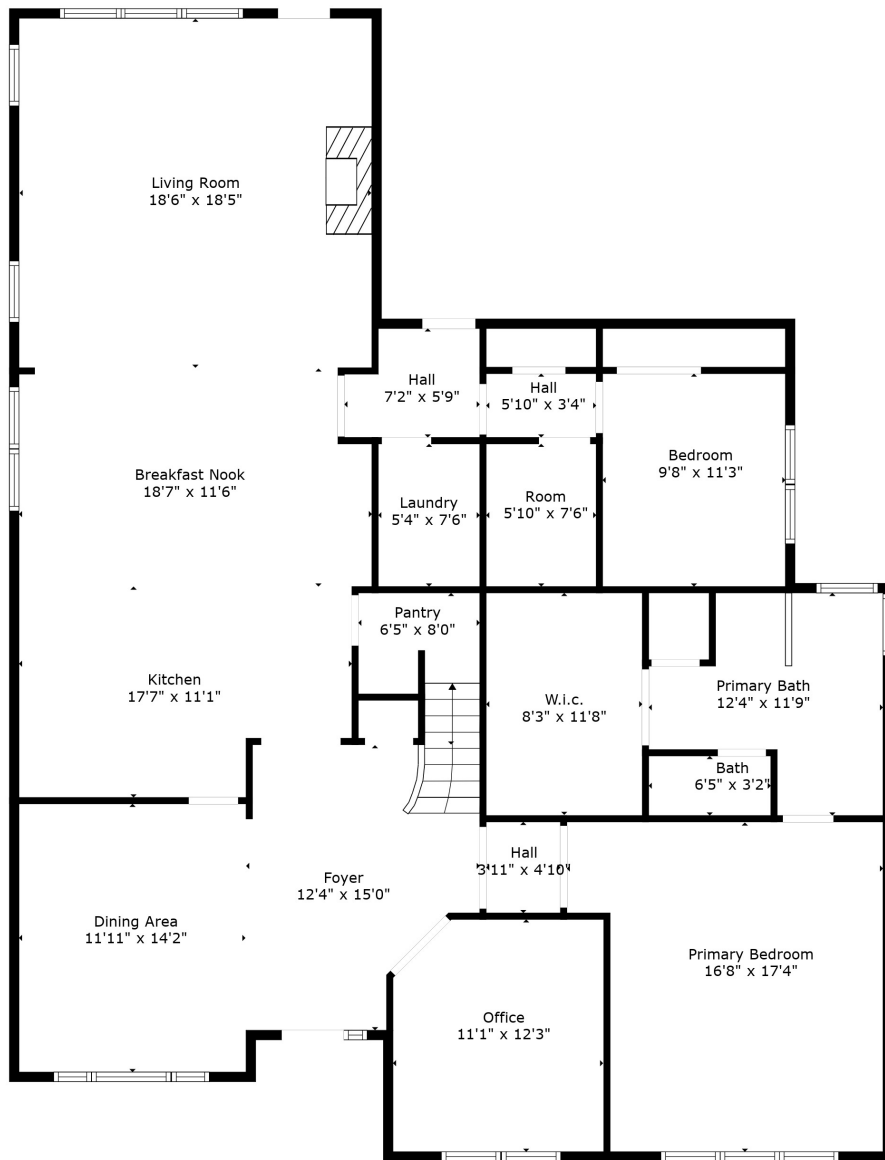 Living Room
18'6" x 18'5"
Hall
7'2" x 5'9"
Hall
5'10" x 3'4"
Bedroom
9'8" x 11'3"
Breakfast Nook
18'7" x 11'6"
Laundry
5'4" x 7'6"
Room
5'10" x 7'6"
Pantry
6'5" x 8'0"
Kitchen
17'7" x 11'1"
W.i.c.
8'3" x 11'8"
Primary Bath
12'4" x 11'9"
Bath
6'5" x 3'2"
Hall
3'11" x 4'10"
Foyer
12'4" x 15'0"
Dining Area
11'11" x 14'2"
Primary Bedroom
16'8" x 17'4"
Office
11'1" x 12'3"